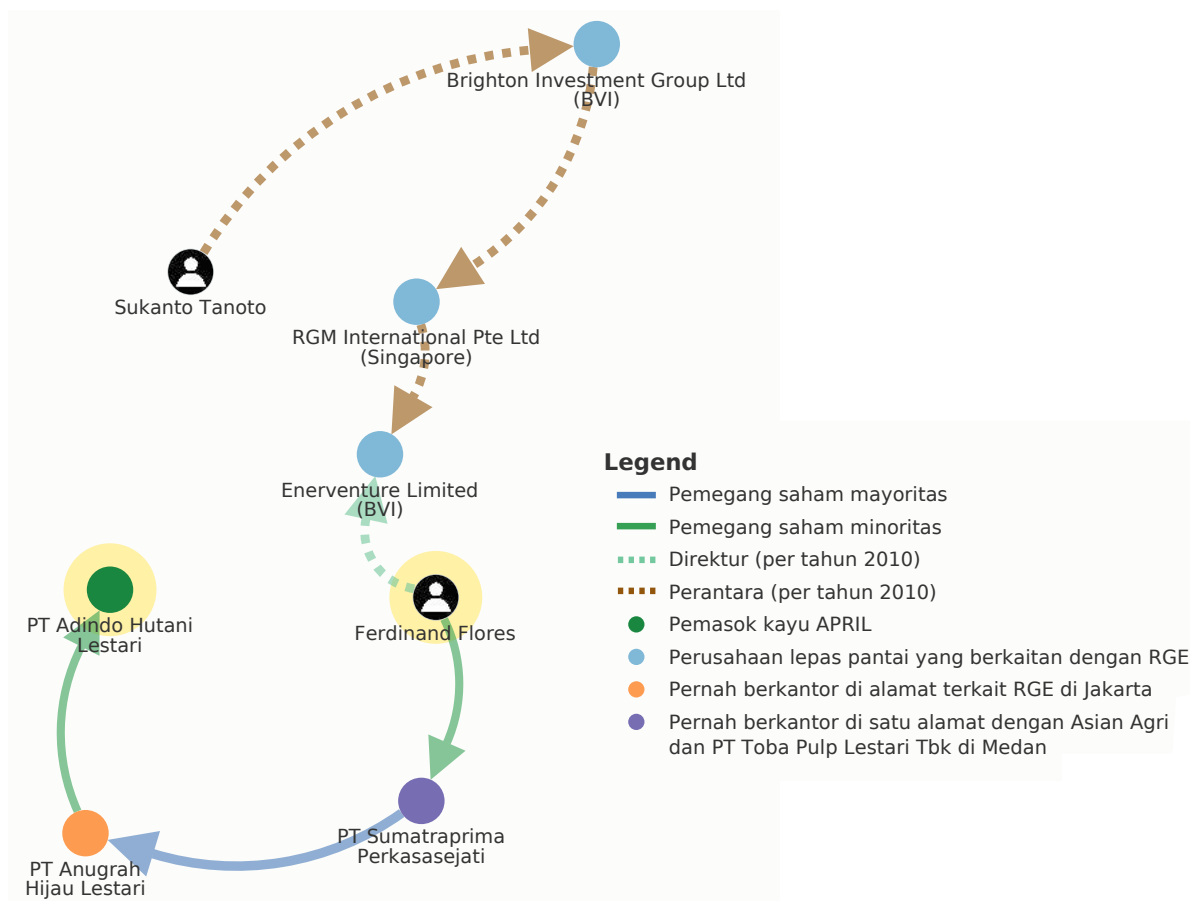 Brighton Investment Group Ltd
(BVI)
Sukanto Tanoto
RGM International Pte Ltd
(Singapore)
Enerventure Limited
(BVI)
PT Adindo Hutani
Lestari
Ferdinand Flores
PT Sumatraprima
Perkasasejati
PT Anugrah
Hijau Lestari
Legend
Pemegang saham mayoritas
Pemegang saham minoritas
Direktur (per tahun 2010)
Perantara (per tahun 2010)
Pemasok kayu APRIL
Perusahaan lepas pantai yang berkaitan dengan RGE
Pernah berkantor di alamat terkait RGE di Jakarta
Pernah berkantor di satu alamat dengan Asian Agri
dan PT Toba Pulp Lestari Tbk di Medan